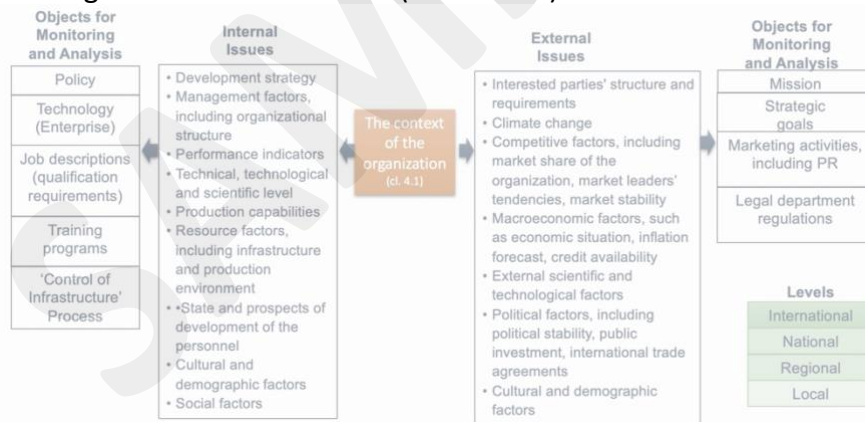 Objects for
Monitoring
and Analysis
Policy
Technology
(Enterprise)
Job descriptions
(qualification
requirements)
Training
programs
'Control of
Infrastructure'
Process
Internal
Issues
• Development strategy
• Management factors,
including organizational
structure
• Performance indicators
• Technical, technological
and scientific level
• Production capabilities
• Resource factors,
including infrastructure
and production
environment
• •State and prospects of
development of the
personnel
• Cultural and
demographic factors
• Social factors
The context
of the
organization
(cl. 4.1)
External
Issues
• Interested parties' structure and
requirements
• Climate change
• Competitive factors, including
market share of the
organization, market leaders'
tendencies, market stability
• Macroeconomic factors, such
as economic situation, inflation
forecast, credit availability
• External scientific and
technological factors
• Political factors, including
political stability, public
investment, international trade
agreements
• Cultural and demographic
factors
Objects for
Monitoring
and Analysis
Mission
Strategic
goals
Marketing activities,
including PR
Legal department
regulations
Levels
International
National
Regional
Local